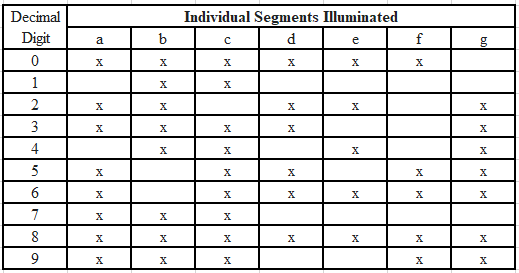 Decimal Digit Individual Segments Illuminated
a b c d e f g
0 x x x x x x
1 x x
2 x x x x x
3 x x x x x
4 x x x x
5 x x x x x
6 x x x x x x
7 x x x
8 x x x x x x x
9 x x x x x